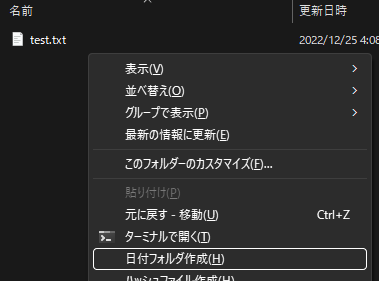 名前 更新日時
test.txt 2022/12/25 4:08
表示(V)
並べ替え(O)
グループで表示(P)
最新の情報に更新(E)
このフォルダーのカスタマイズ(F)...
貼り付け(P)
元に戻す - 移動(U) Ctrl+Z
ターミナルで開く(T)
日付フォルダ作成(H)
ハッシュファイル作成(H)